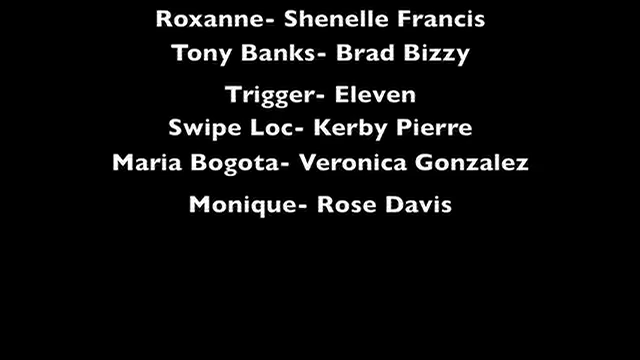 Roxanne- Shenelle Francis
Tony Banks- Brad Bizzy
Trigger- Eleven
Swipe Loc- Kerby Pierre
Maria Bogota- Veronica Gonzalez
Monique- Rose Davis